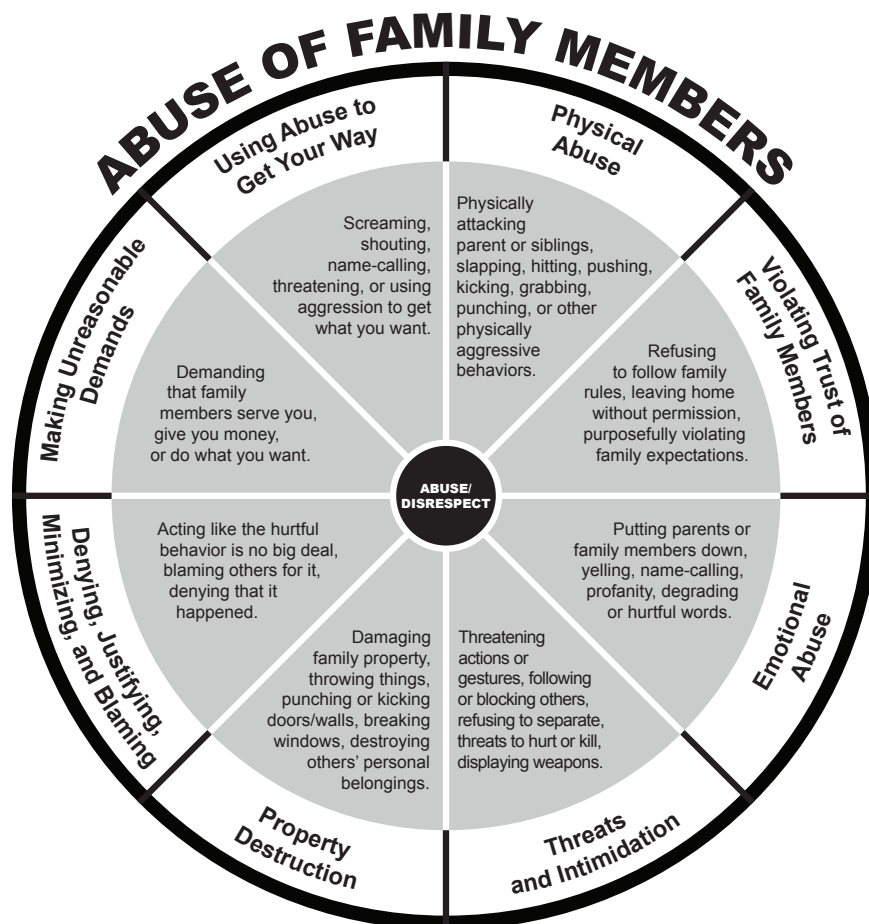 ABUSE OF FAMILY MEMBERS
Using Abuse to
Get Your Way
Screaming,
shouting,
name-calling,
threatening, or using
aggression to get
what you want.
Physical
Abuse
Physically
attacking
parent or siblings,
slapping, hitting, pushing,
kicking, grabbing,
punching, or other
physically
aggressive
behaviors.
Violating Trust of
Family Members
Refusing
to follow family
rules, leaving home
without permission,
purposefully violating
family expectations.
Emotional
Abuse
Putting parents or
family members down,
yelling, name-calling,
profanity, degrading
or hurtful words.
Threats
and Intimidation
Threatening
actions or
gestures, following
or blocking others,
refusing to separate,
threats to hurt or kill,
displaying weapons.
Property
Destruction
Damaging
family property,
throwing things,
punching or kicking
doors/walls, breaking
windows, destroying
others’ personal
belongings.
Denying, Justifying,
Minimizing, and Blaming
Acting like the hurtful
behavior is no big deal,
blaming others for it,
denying that it
happened.
Making Unreasonable
Demands
Demanding
that family
members serve you,
give you money,
or do what you want.
ABUSE/
DISRESPECT